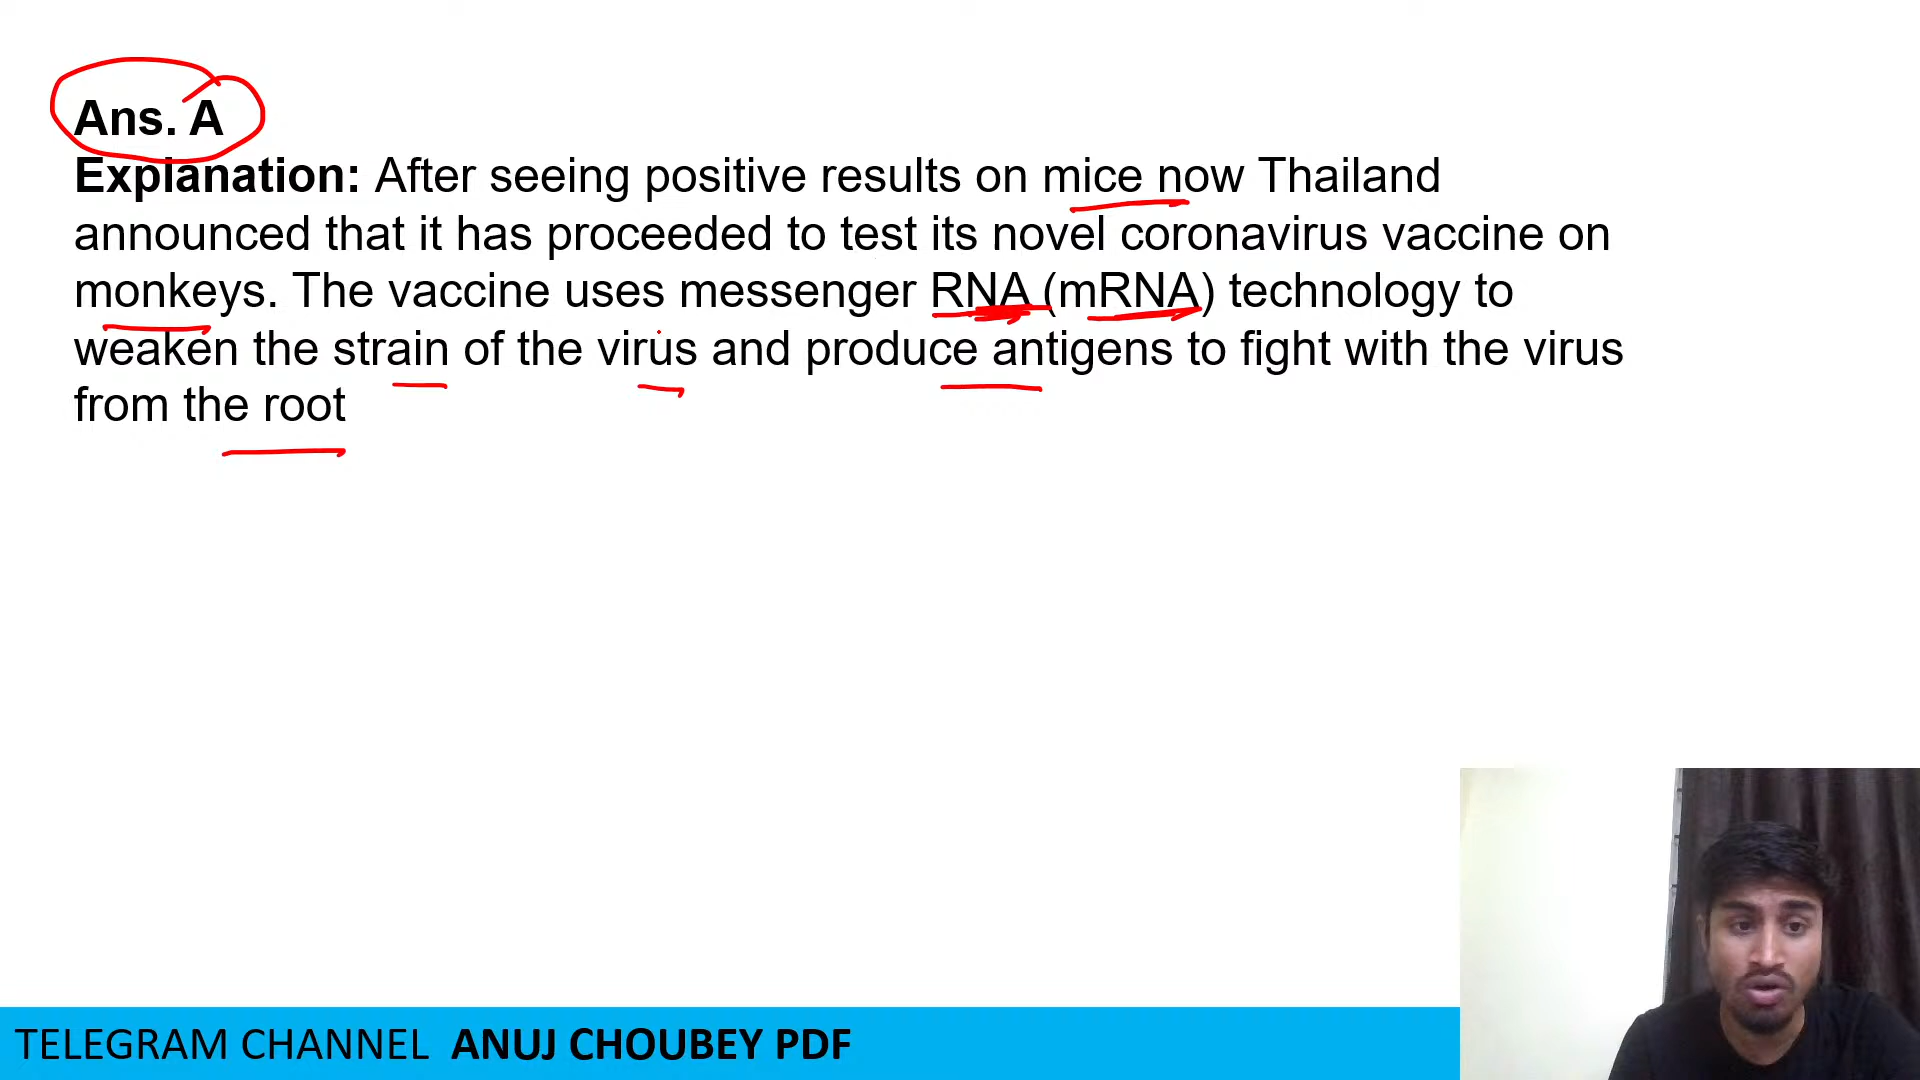 Ans. A
Explanation: After seeing positive results on mice now Thailand
announced that it has proceeded to test its novel coronavirus vaccine on
monkeys. The vaccine uses messenger RNA (mRNA) technology to
weaken the strain of the virus and produce antigens to fight with the virus
from the root
TELEGRAM CHANNEL ANUJ CHOUBEY PDF